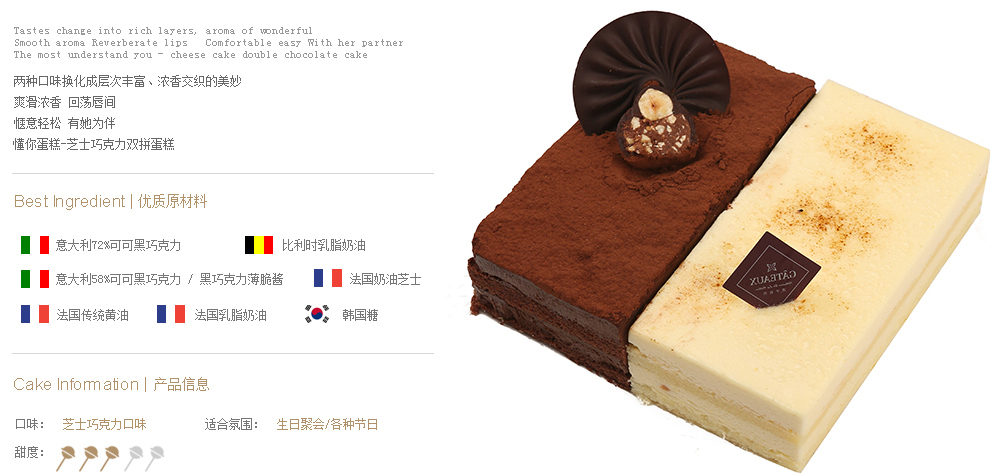 Tastes change into rich layers, aroma of wonderful
Smooth aroma Reverberate lips  Comfortable easy With her partner
The most understand you - cheese cake double chocolate cake
两种口味换化成层次丰富、浓香交织的美妙
爽滑浓香 回荡唇间
惬意轻松 有她为伴
懂你蛋糕-芝士巧克力双拼蛋糕
Best Ingredient | 优质原材料
意大利72%可可黑巧克力 比利时乳脂奶油
意大利58%可可黑巧克力 / 黑巧克力薄脆酱 法国奶油芝士
法国传统黄油 法国乳脂奶油 韩国糖
Cake Information | 产品信息
口味： 芝士巧克力口味 适合氛围： 生日聚会/各种节日
甜度：
CÂTEAUX